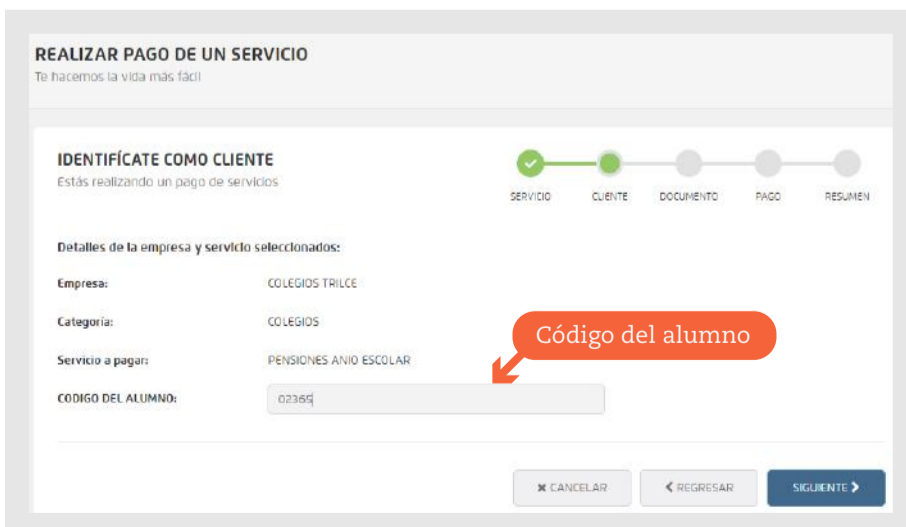 REALIZAR PAGO DE UN SERVICIO
Te hacemos la vida más fácil
IDENTIFÍCATE COMO CLIENTE
Estás realizando un pago de servicios
SERVICIO CLIENTE DOCUMENTO PAGO RESUMEN
Detalles de la empresa y servicio seleccionados:
Empresa: COLEGIOS TRILCE
Categoría: COLEGIOS
Código del alumno
Servicio a pagar: PENSIONES ANIO ESCOLAR
CODIGO DEL ALUMNO: 02365
CANCELAR REGRESAR SIGUIENTE